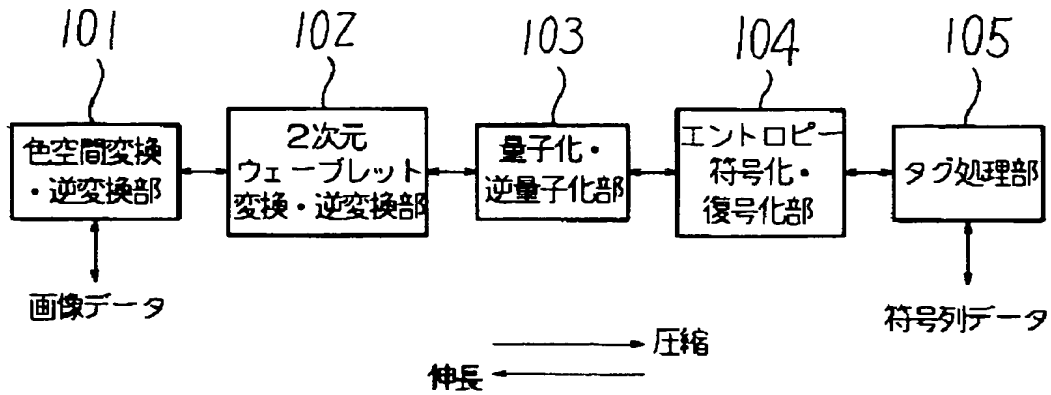 101
102
103
104
105
色空間変換
・逆変換部
2次元
ウェーブレット
変換・逆変換部
量子化・
逆量子化部
エントロピー
符号化・
復号化部
タグ処理部
画像データ
符号列データ
圧縮
伸長